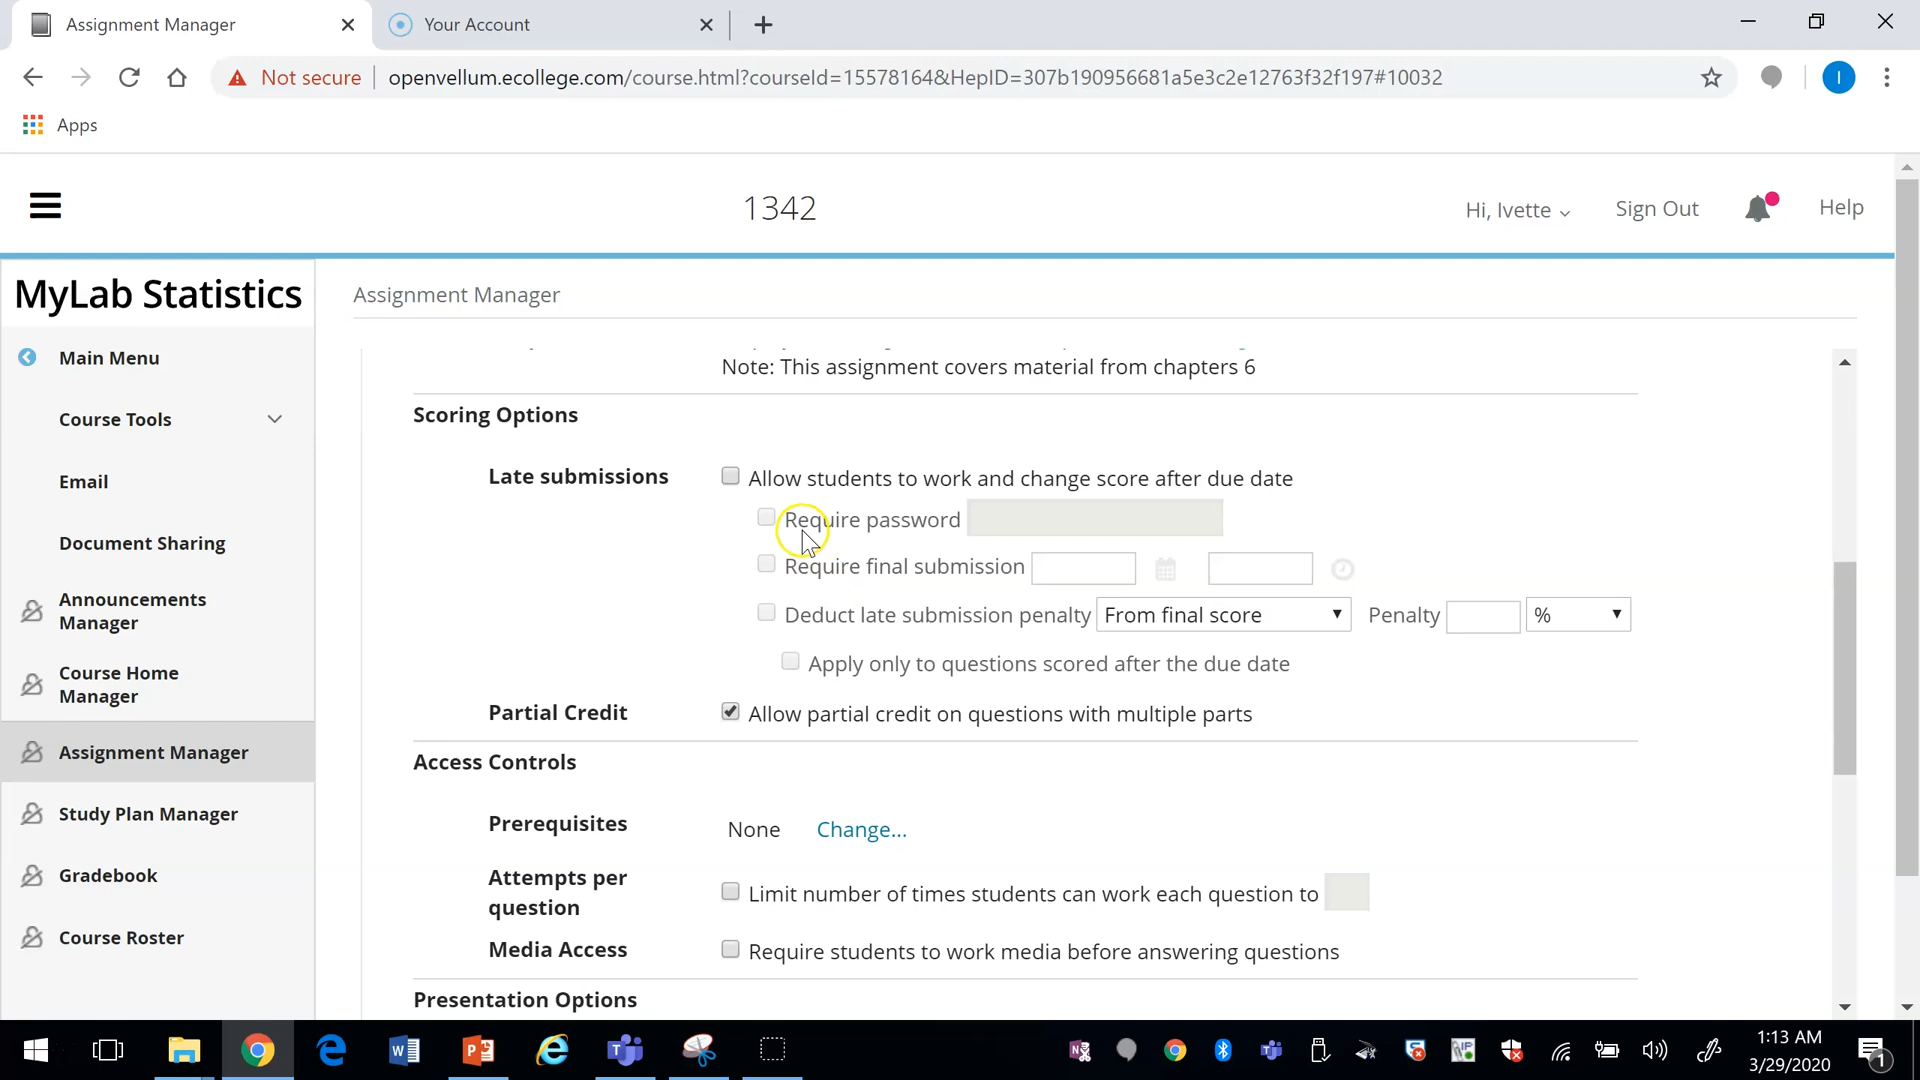 Assignment Manager
Your Account
Not secure
openvellum.ecollege.com/course.html?courseId=15578164&HepID=307b190956681a5e3c2e12763f32f197#10032
I
Apps
1342
Hi, Ivette
Sign Out
Help
MyLab Statistics
Main Menu
Course Tools
Email
Document Sharing
Announcements
Manager
Course Home
Manager
Assignment Manager
Study Plan Manager
Gradebook
Course Roster
Assignment Manager
Note: This assignment covers material from chapters 6
Scoring Options
Late submissions
Allow students to work and change score after due date
Require password
Require final submission
Deduct late submission penalty From final score Penalty %
Apply only to questions scored after the due date
Partial Credit
Allow partial credit on questions with multiple parts
Access Controls
Prerequisites
None Change...
Attempts per
question
Limit number of times students can work each question to
Media Access
Require students to work media before answering questions
Presentation Options
1:13 AM
3/29/2020
1